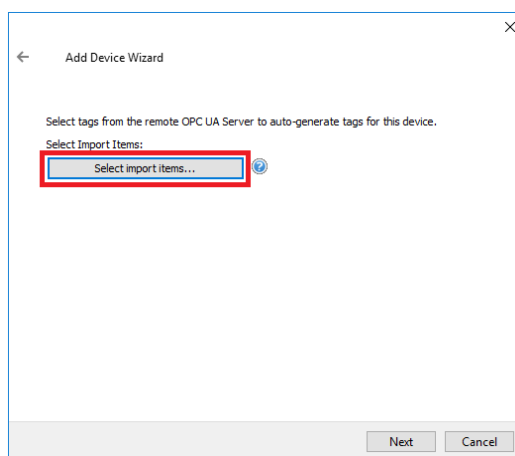 Add Device Wizard
Select tags from the remote OPC UA Server to auto-generate tags for this device.
Select Import Items:
Select import items...
Next Cancel